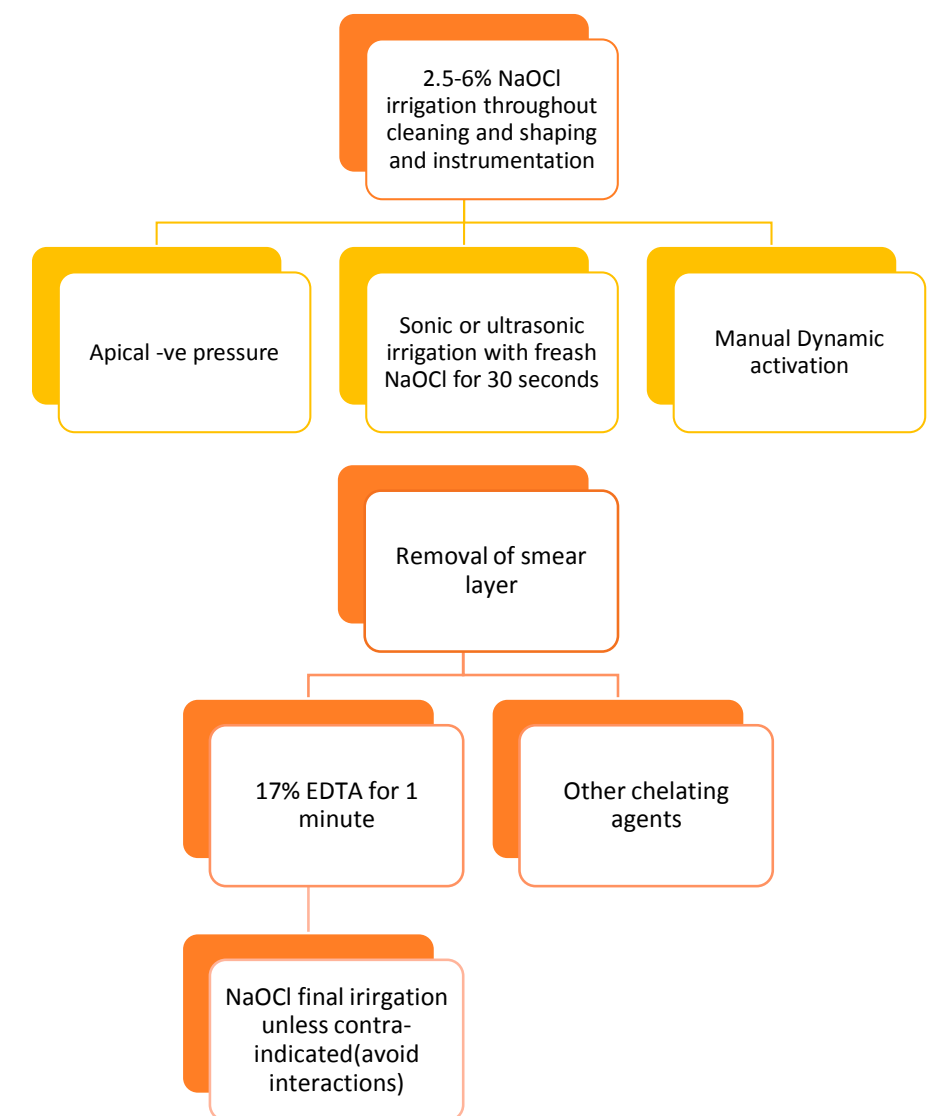 2.5-6% NaOCl
irrigation throughout
cleaning and shaping
and instrumentation
Apical -ve pressure
Sonic or ultrasonic
irrigation with freash
NaOCl for 30 seconds
Manual Dynamic
activation
Removal of smear
layer
17% EDTA for 1
minute
Other chelating
agents
NaOCl final irirgation
unless contra-
indicated(avoid
interactions)